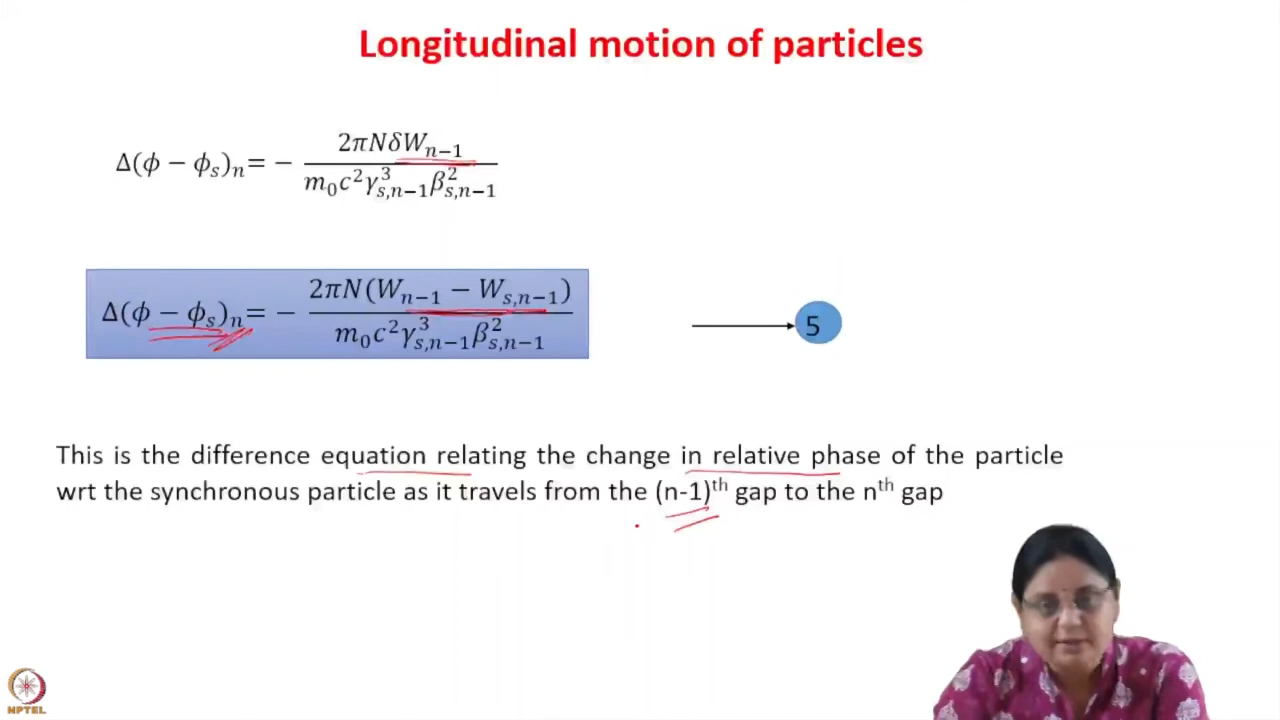 Longitudinal motion of particles
Δ(ϕ − ϕₛ)ₙ= − 2πNδWₙ₋₁ / m₀c²γ³ₛ,ₙ₋₁β²ₛ,ₙ₋₁
Δ(ϕ − ϕₛ)ₙ= − 2πN(Wₙ₋₁ − Wₛ,ₙ₋₁) / m₀c²γ³ₛ,ₙ₋₁β²ₛ,ₙ₋₁
5
This is the difference equation relating the change in relative phase of the particle
wrt the synchronous particle as it travels from the (n-1)ᵗʰ gap to the nᵗʰ gap
NPTEL